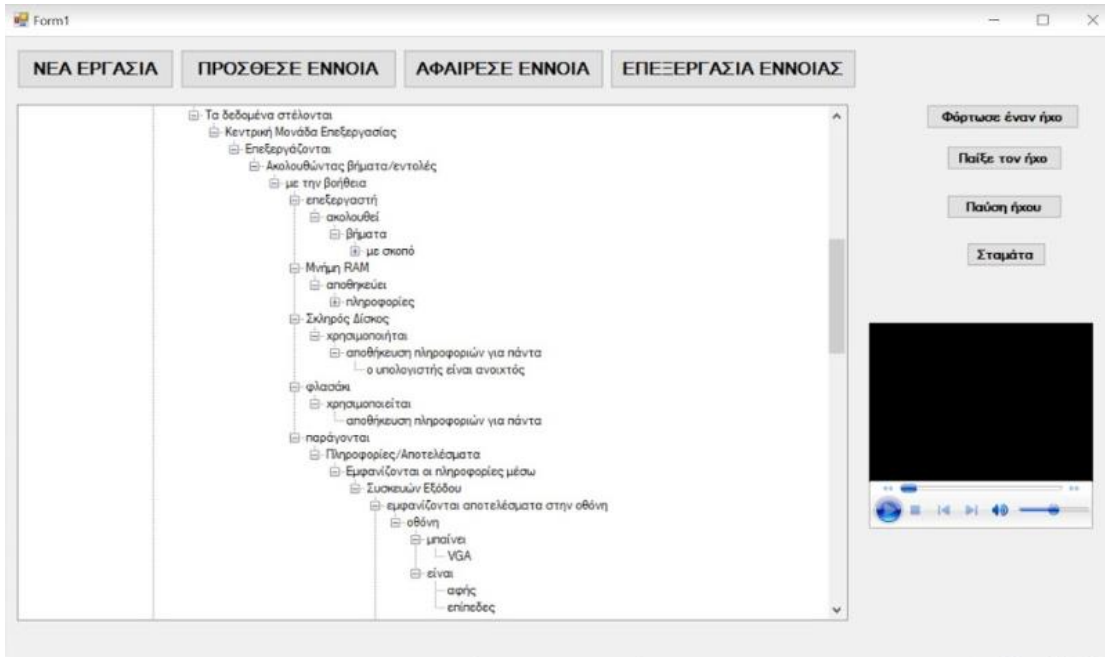 Form1
ΝΕΑ ΕΡΓΑΣΙΑ
ΠΡΟΣΘΕΣΕ ΕΝΝΟΙΑ
ΑΦΑΙΡΕΣΕ ΕΝΝΟΙΑ
ΕΠΕΞΕΡΓΑΣΙΑ ΕΝΝΟΙΑΣ
Τα δεδομένα στέλονται
Κεντρική Μονάδα Επεξεργασίας
Επεξεργάζονται
Ακολουθώντας βήματα/εντολές
με την βοήθεια
επεξεργαστή
ακολουθεί
βήματα
με σκοπό
Μνήμη RAM
αποθηκεύει
πληροφορίες
Σκληρός Δίσκος
χρησιμοποιήται
αποθήκευση πληροφοριών για πάντα
ο υπολογιστής είναι ανοιχτός
φλασάκι
χρησιμοποιείται
αποθήκευση πληροφοριών για πάντα
παράγονται
Πληροφορίες/Αποτελέσματα
Εμφανίζονται οι πληροφορίες μέσω
Συσκευών Εξόδου
εμφανίζονται αποτελέσματα στην οθόνη
οθόνη
μπαίνει
VGA
είναι
αφής
επίπεδες
Φόρτωσε έναν ήχο
Παίξε τον ήχο
Παύση ήχου
Σταμάτα